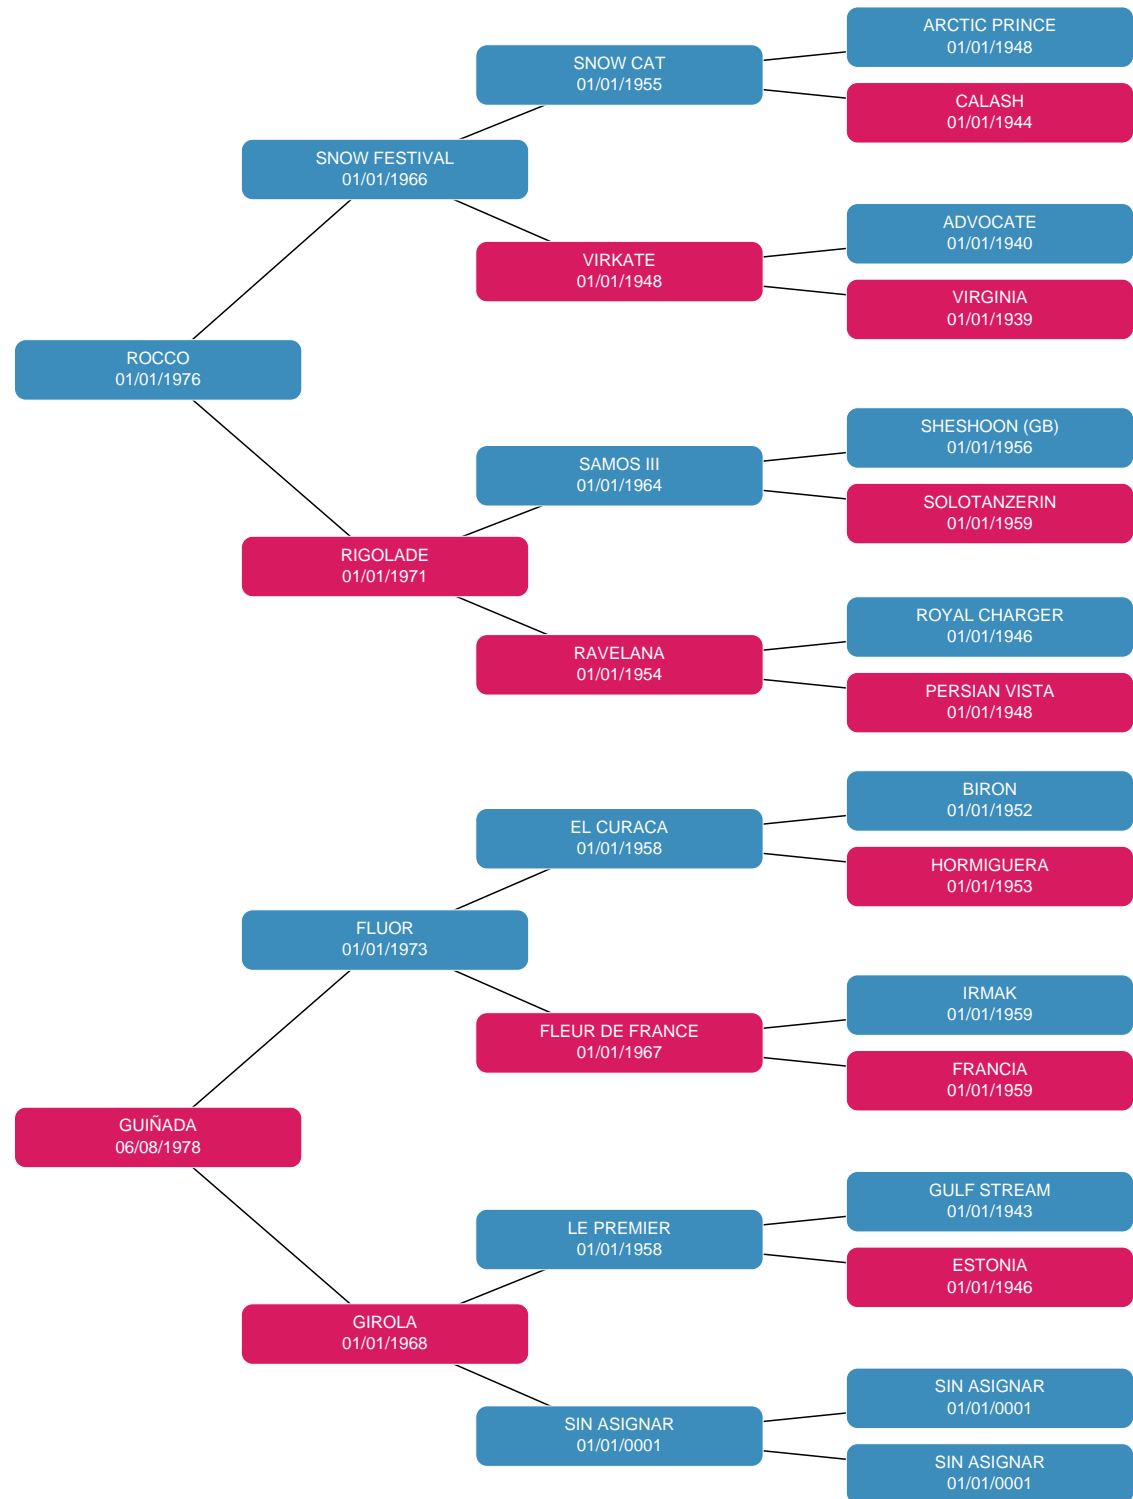 ARCTIC PRINCE
01/01/1948
SNOW CAT
01/01/1955
CALASH
01/01/1944
SNOW FESTIVAL
01/01/1966
ADVOCATE
01/01/1940
VIRKATE
01/01/1948
VIRGINIA
01/01/1939
ROCCO
01/01/1976
SHESHOON (GB)
01/01/1956
SAMOS III
01/01/1964
SOLOTANZERIN
01/01/1959
RIGOLADE
01/01/1971
ROYAL CHARGER
01/01/1946
RAVELANA
01/01/1954
PERSIAN VISTA
01/01/1948
BIRON
01/01/1952
EL CURACA
01/01/1958
HORMIGUERA
01/01/1953
FLUOR
01/01/1973
IRMAK
01/01/1959
FLEUR DE FRANCE
01/01/1967
FRANCIA
01/01/1959
GUIÑADA
06/08/1978
GULF STREAM
01/01/1943
LE PREMIER
01/01/1958
ESTONIA
01/01/1946
GIROLA
01/01/1968
SIN ASIGNAR
01/01/0001
SIN ASIGNAR
01/01/0001
SIN ASIGNAR
01/01/0001